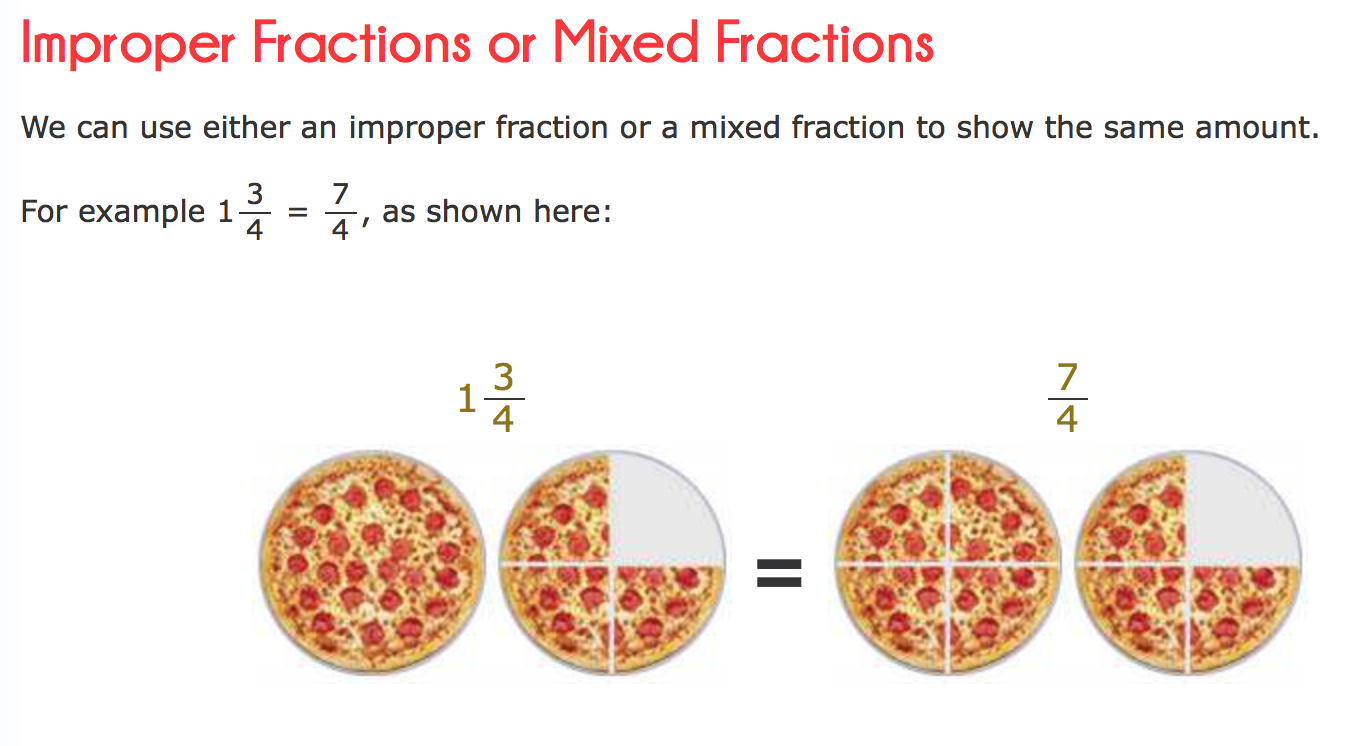 Improper Fractions or Mixed Fractions
We can use either an improper fraction or a mixed fraction to show the same amount.
For example 1 3/4 = 7/4, as shown here:
1 3/4 7/4
=